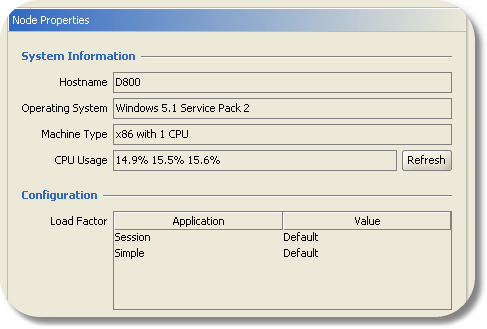 Node Properties
System Information
Hostname D800
Operating System Windows 5.1 Service Pack 2
Machine Type x86 with 1 CPU
CPU Usage 14.9% 15.5% 15.6% Refresh
Configuration
Load Factor Application Value
Session Default
Simple Default